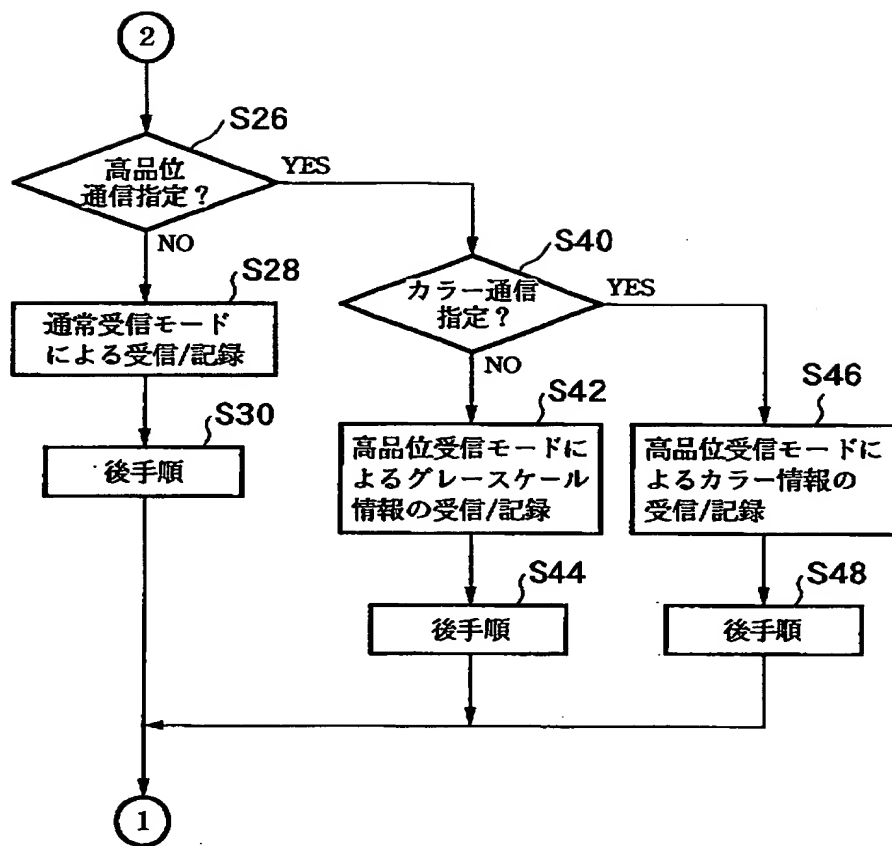 2
S26
高品位
通信指定？
YES
NO
S28
通常受信モード
による受信/記録
S30
後手順
S40
カラー通信
指定？
YES
NO
S42
高品位受信モードに
よるグレースケール
情報の受信/記録
S44
後手順
S46
高品位受信モードに
よるカラー情報の
受信/記録
S48
後手順
1